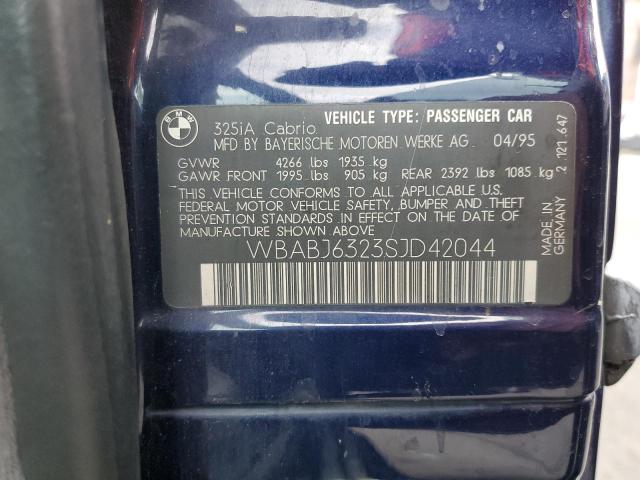 BMW
325iA Cabrio VEHICLE TYPE: PASSENGER CAR
MFD BY BAYERISCHE MOTOREN WERKE AG 04/95
GVWR 4266 lbs 1935 kg
GAWR FRONT 1995 lbs 905 kg REAR 2392 lbs 1085 kg
THIS VEHICLE CONFORMS TO ALL APPLICABLE U.S.
FEDERAL MOTOR VEHICLE SAFETY, BUMPER AND THEFT
PREVENTION STANDARDS IN EFFECT ON THE DATE OF
MANUFACTURE SHOWN ABOVE
WBABJ6323SJD42044
MADE IN
GERMANY
2 121 647